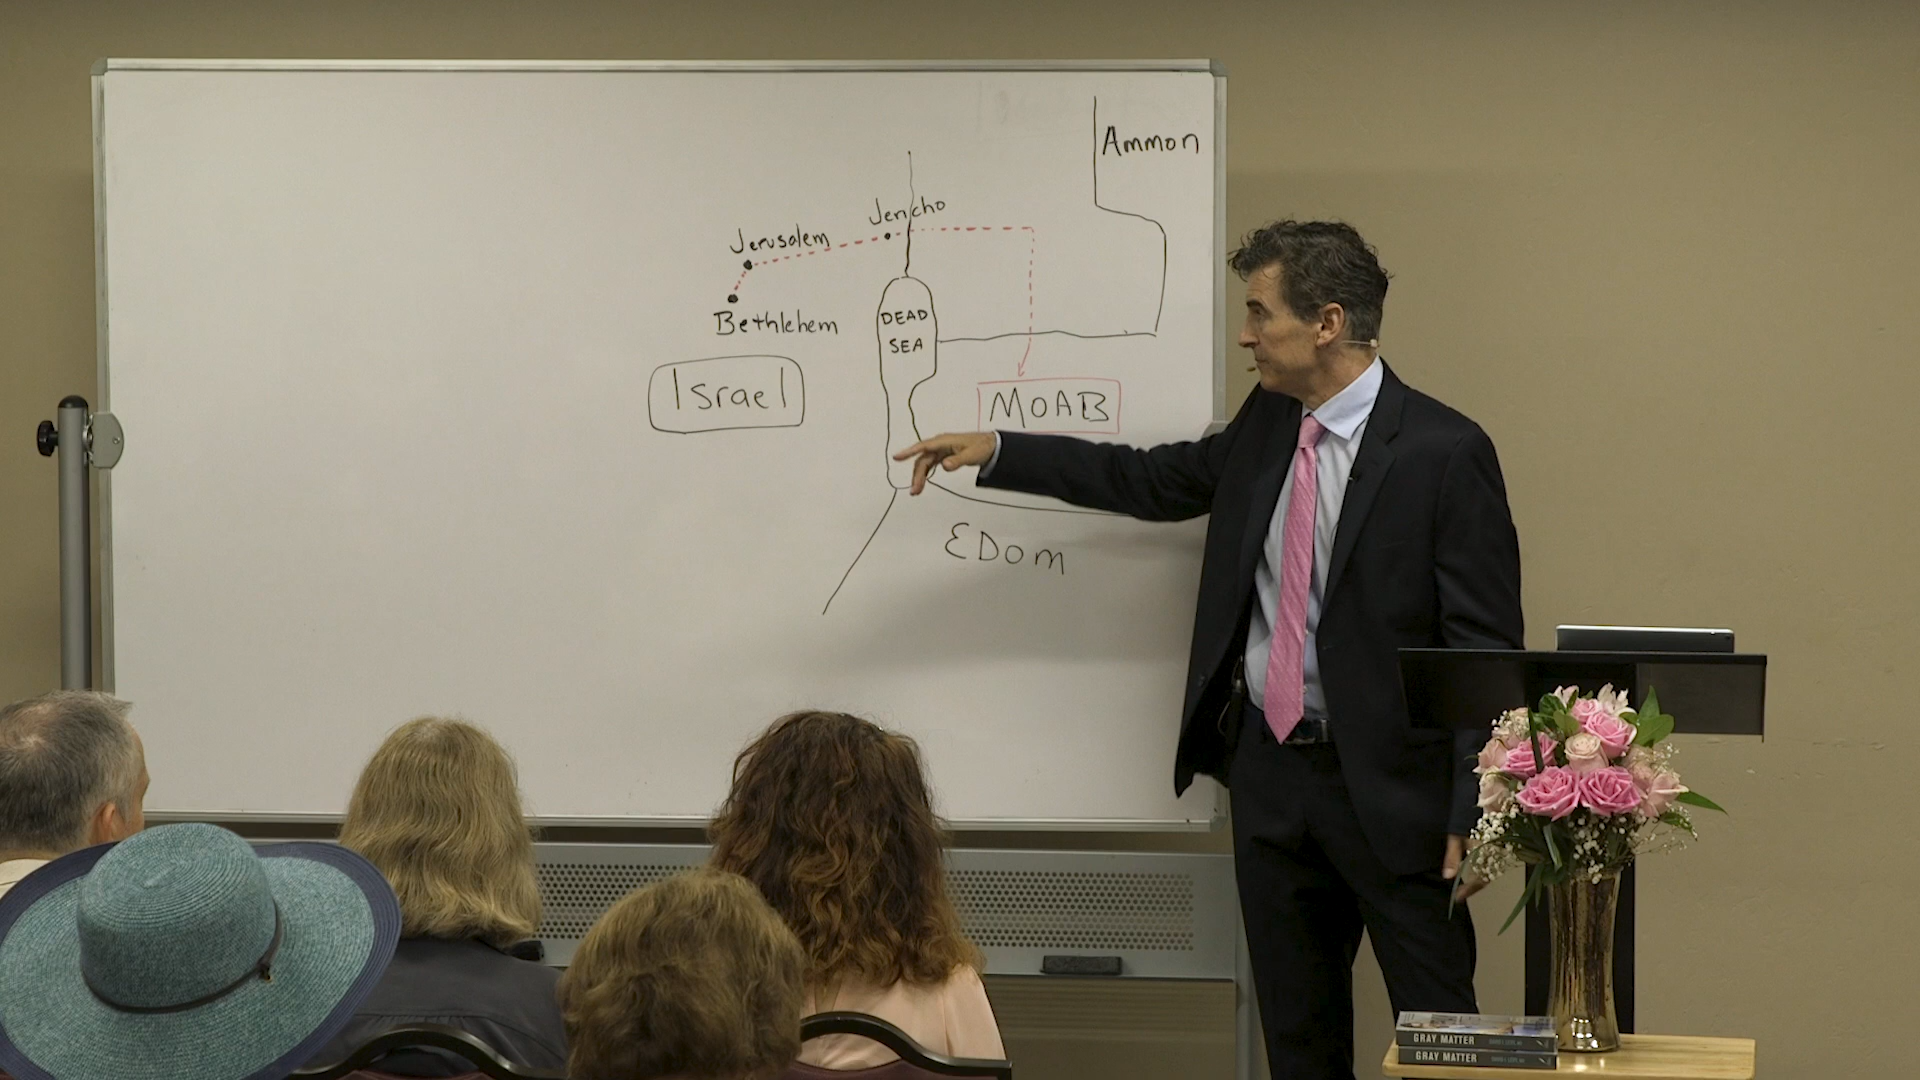 Ammon
Jericho
Jerusalem
Bethlehem
DEAD
SEA
Israel
MOAB
EDom
GRAY MATTER
GRAY MATTER